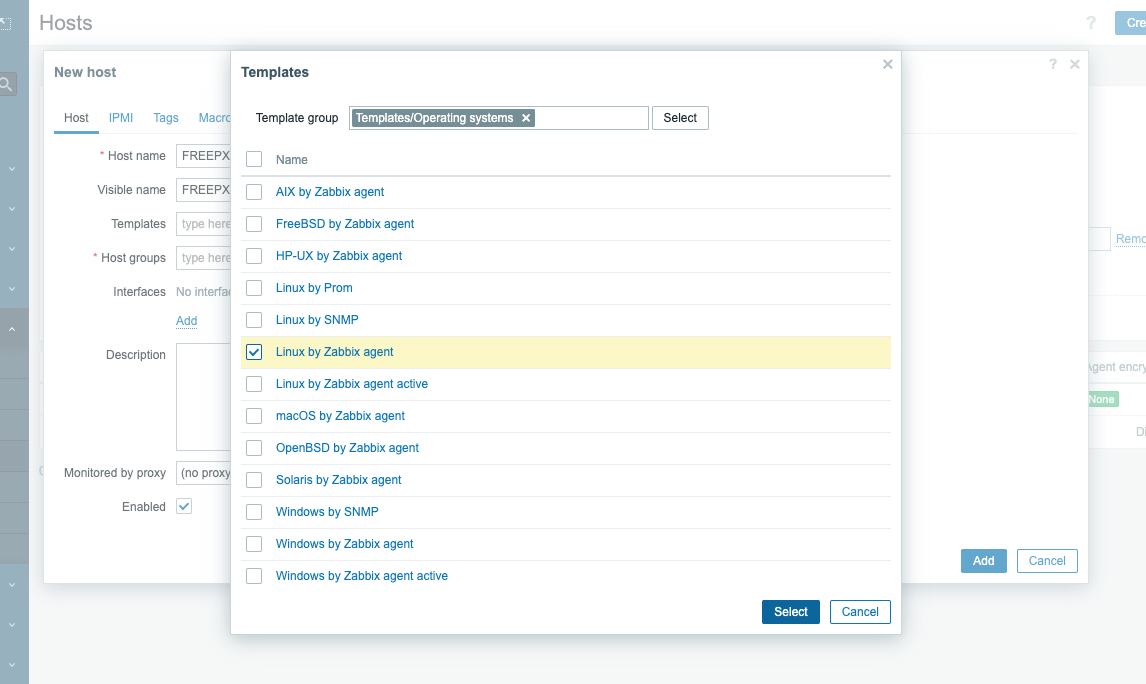 Hosts
?
Cre
New host
? ×
Templates
×
Host IPMI Tags Macro
Template group Templates/Operating systems × Select
Name
* Host name FREEPX
Visible name FREEPX
Templates type here
* Host groups type here
Interfaces No interfac
Add
Description
Monitored by proxy (no proxy
Enabled
AIX by Zabbix agent
FreeBSD by Zabbix agent
HP-UX by Zabbix agent
Linux by Prom
Linux by SNMP
Linux by Zabbix agent
Linux by Zabbix agent active
macOS by Zabbix agent
OpenBSD by Zabbix agent
Solaris by Zabbix agent
Windows by SNMP
Windows by Zabbix agent
Windows by Zabbix agent active
Select Cancel
Remo
Agent encry
None
Di
Add Cancel